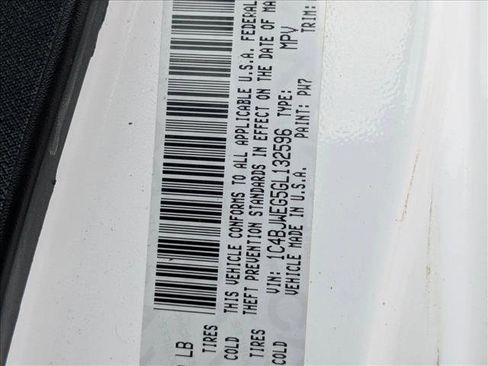 LB
TIRES
COLD
THIS VEHICLE CONFORMS TO ALL APPLICABLE U.S.A. FEDERAL
THEFT PREVENTION STANDARDS IN EFFECT ON THE DATE OF MA
VIN: 1C4BJWEG5GL132596 TYPE: MPV
VEHICLE MADE IN U.S.A. PAINT: PW7 TRIM:
TIRES
COLD